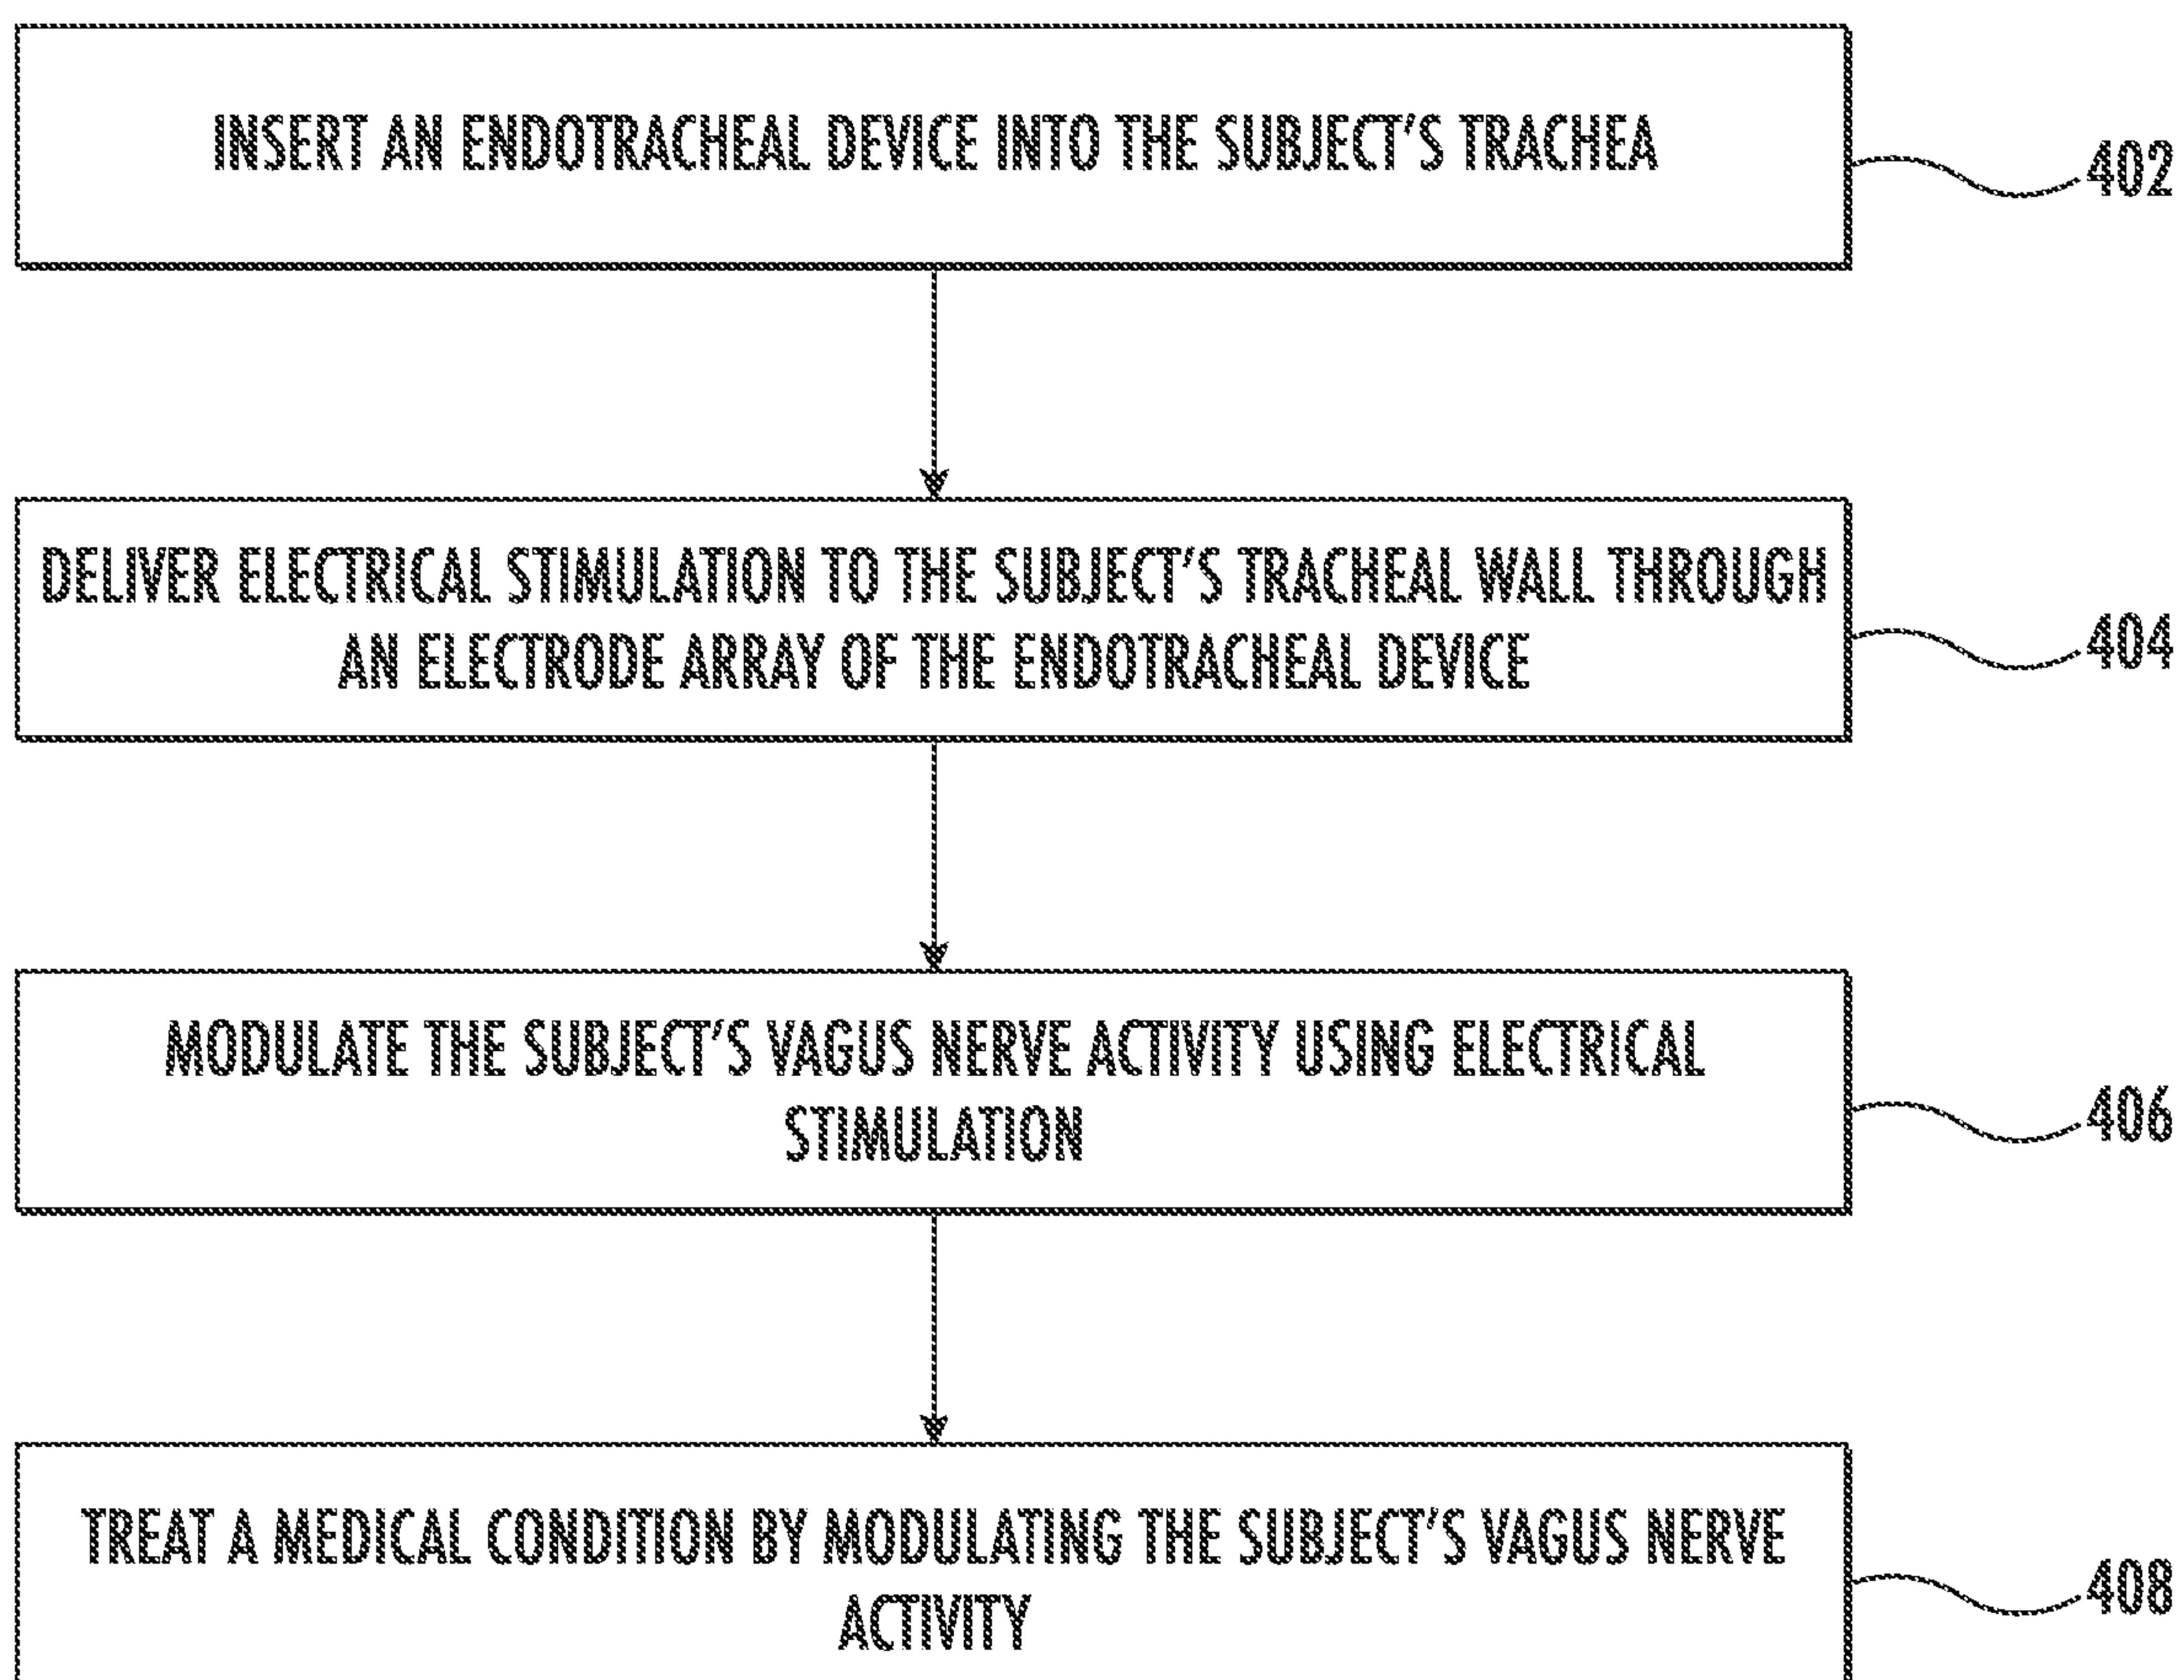 INSERT AN ENDOTRACHEAL DEVICE INTO THE SUBJECT'S TRACHEA
402
DELIVER ELECTRICAL STIMULATION TO THE SUBJECT'S TRACHEAL WALL THROUGH
AN ELECTRODE ARRAY OF THE ENDOTRACHEAL DEVICE
404
MODULATE THE SUBJECT'S VAGUS NERVE ACTIVITY USING ELECTRICAL
STIMULATION
406
TREAT A MEDICAL CONDITION BY MODULATING THE SUBJECT'S VAGUS NERVE
ACTIVITY
408